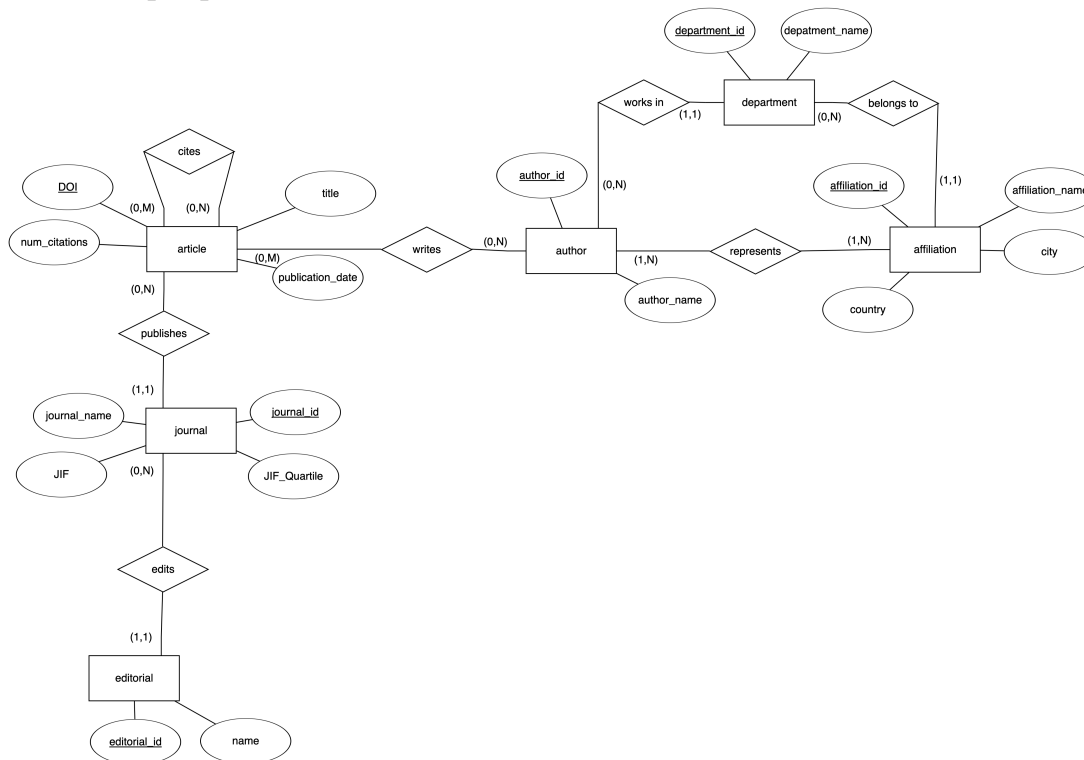 department_id
depatment_name
works in
department
belongs to
(1,1)
(0,N)
cites
DOI
title
author_id
affiliation_id
affiliation_name
(0,N)
(1,1)
(0,M)
(0,N)
num_citations
article
writes
(0,N)
author
represents
(1,N)
affiliation
city
(0,M)
(1,N)
publication_date
(0,N)
author_name
country
publishes
(1,1)
journal_name
journal_id
journal
JIF
(0,N)
JIF_Quartile
edits
(1,1)
editorial
editorial_id
name